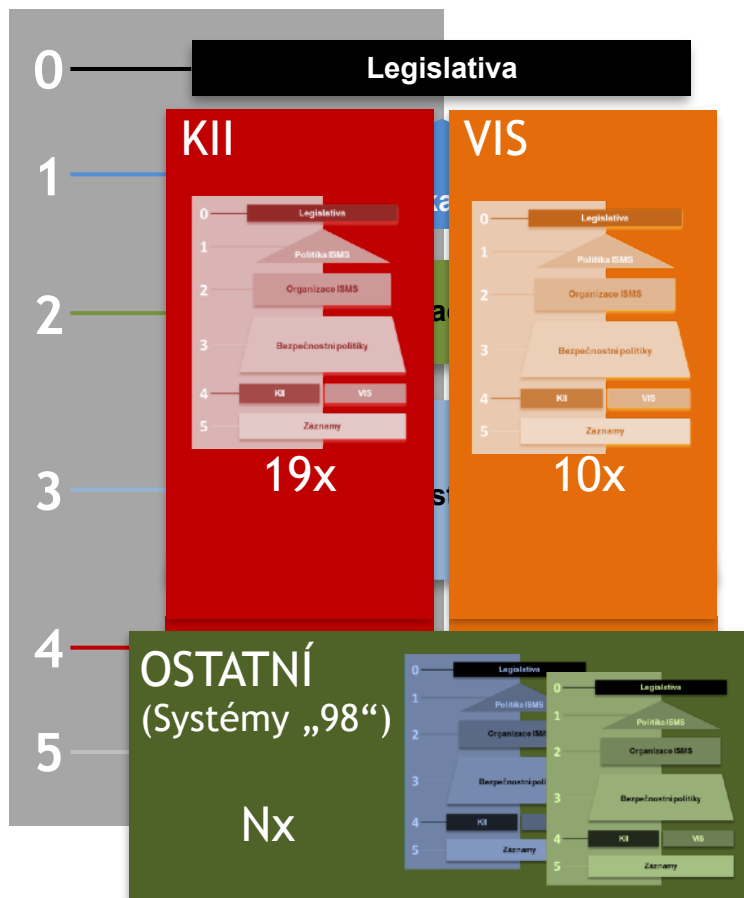 0
Legislativa
1
2
3
4
5
KII
0
Legislativa
1
Politika ISMS
2
Organizace ISMS
3
Bezpečnostní politiky
4
KII
VIS
5
Záznamy
19x
VIS
0
Legislativa
1
Politika ISMS
2
Organizace ISMS
3
Bezpečnostní politiky
4
KII
VIS
5
Záznamy
10x
OSTATNÍ
(Systémy „98“)
Nx
0
Legislativa
1
Politika ISMS
2
Organizace ISM
3
Bezpečnostní poli
4
KII
5
Záznamy
0
Legislativa
1
Politika ISMS
2
Organizace ISMS
3
Bezpečnostní politiky
4
KII
VIS
5
Záznamy